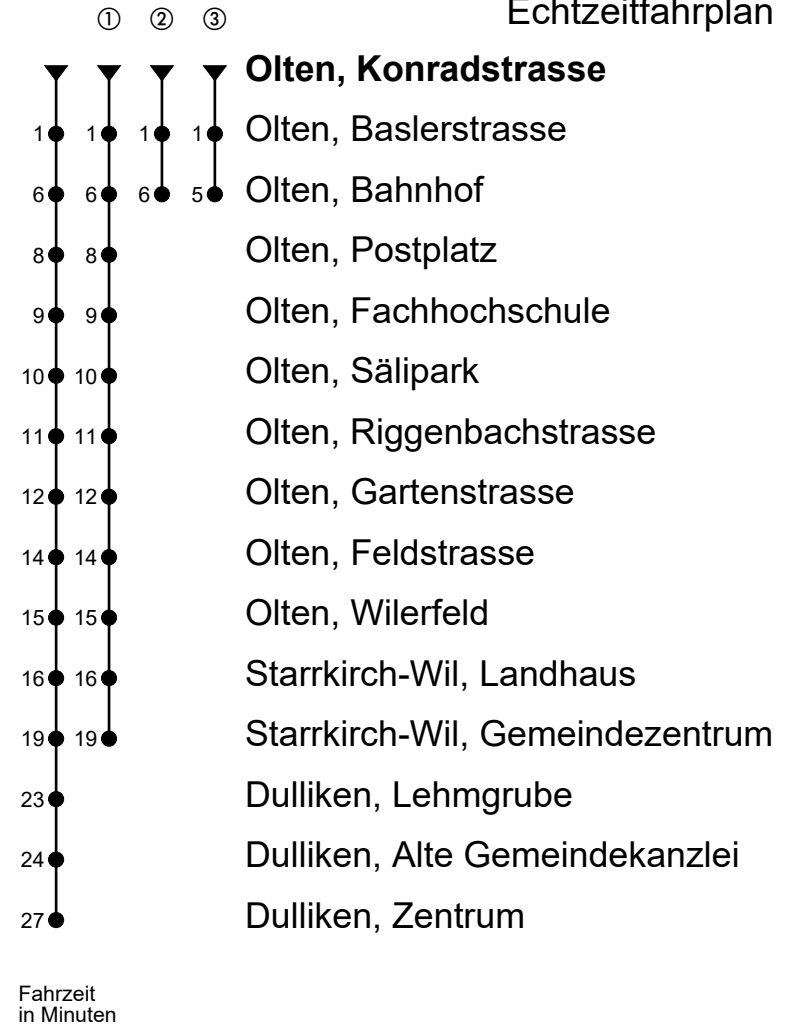 Echtzeitfahrplan
① ② ③
Olten, Konradstrasse
1 1 1 1 Olten, Baslerstrasse
6 6 6 5 Olten, Bahnhof
8 8 Olten, Postplatz
9 9 Olten, Fachhochschule
10 10 Olten, Sälipark
11 11 Olten, Riggenbachstrasse
12 12 Olten, Gartenstrasse
14 14 Olten, Feldstrasse
15 15 Olten, Wilerfeld
16 16 Starrkirch-Wil, Landhaus
19 19 Starrkirch-Wil, Gemeindezentrum
23 Dulliken, Lehmgrube
24 Dulliken, Alte Gemeindekanzlei
27 Dulliken, Zentrum
Fahrzeit
in Minuten